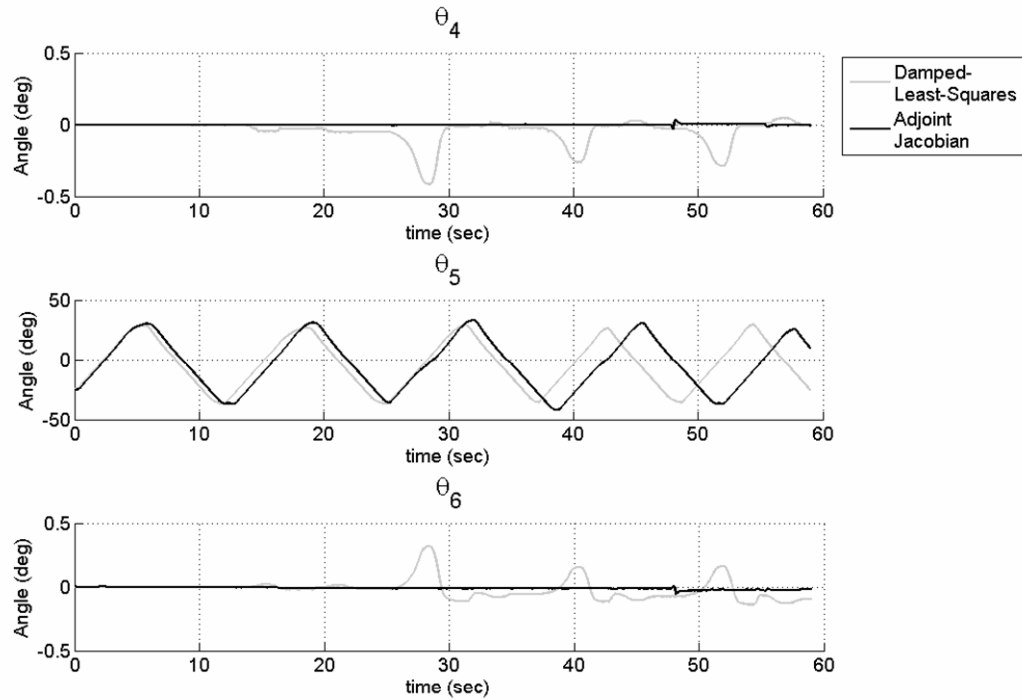 θ4
0.5
0
-0.5
Angle (deg)
0 10 20 30 40 50 60
time (sec)
Damped-
Least-Squares
Adjoint
Jacobian
θ5
50
0
-50
Angle (deg)
0 10 20 30 40 50 60
time (sec)
θ6
0.5
0
-0.5
Angle (deg)
0 10 20 30 40 50 60
time (sec)